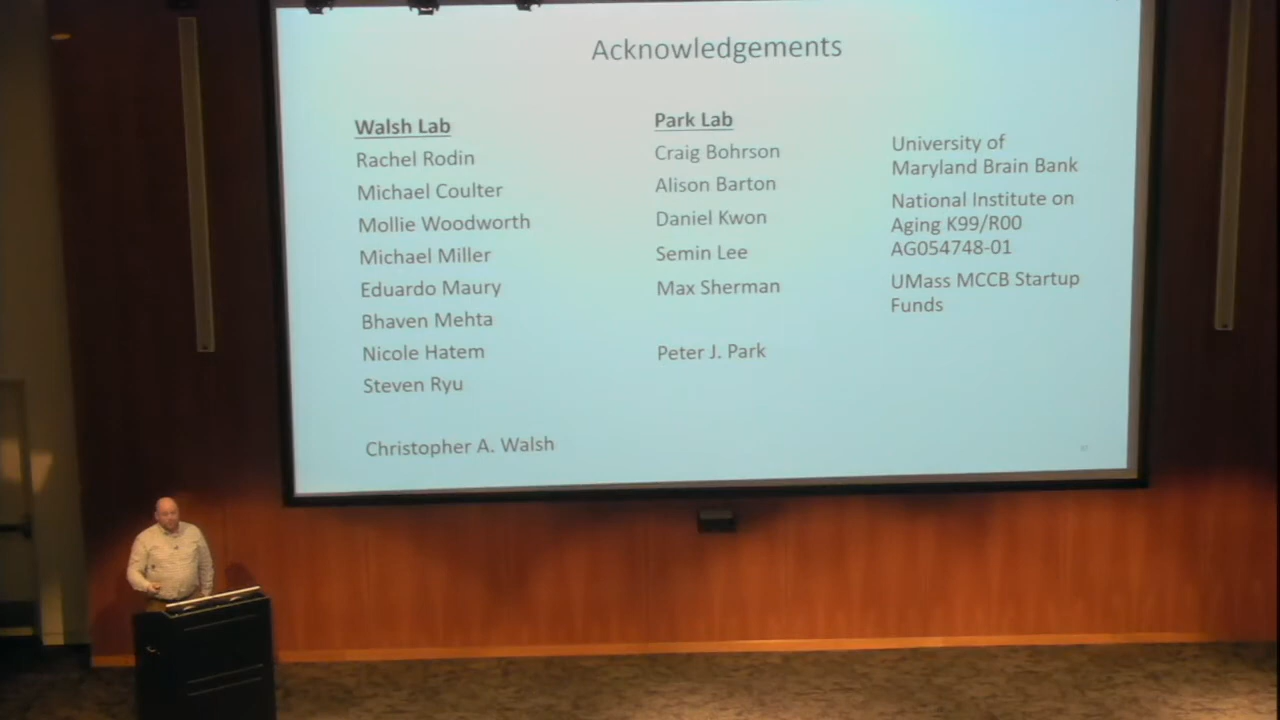 Acknowledgements
Walsh Lab
Rachel Rodin
Michael Coulter
Mollie Woodworth
Michael Miller
Eduardo Maury
Bhaven Mehta
Nicole Hatem
Steven Ryu
Christopher A. Walsh
Park Lab
Craig Bohrson
Alison Barton
Daniel Kwon
Semin Lee
Max Sherman
Peter J. Park
University of
Maryland Brain Bank
National Institute on
Aging K99/R00
AG054748-01
UMass MCCB Startup
Funds